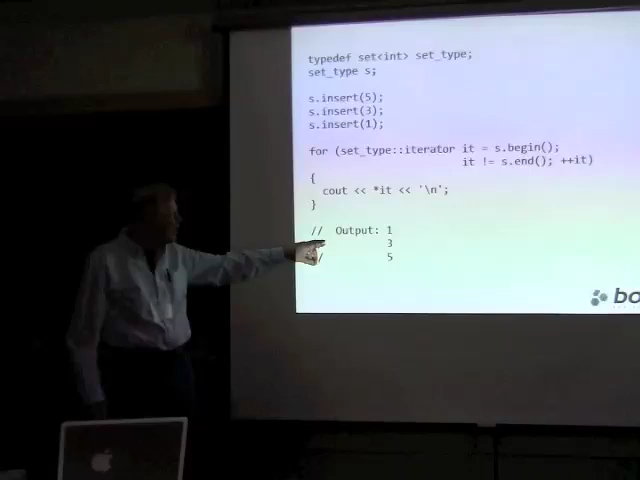 typedef set<int> set_type;
set_type s;
s.insert(5);
s.insert(3);
s.insert(1);
for (set_type::iterator it = s.begin();
it != s.end(); ++it)
{
cout << *it << '\n';
}
// Output: 1
3
/ 5
bo